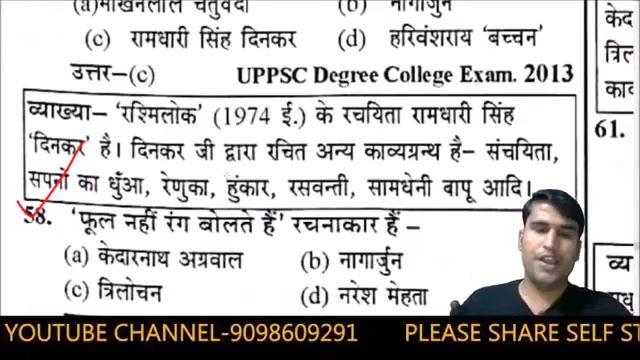 (a) माखनलाल चतुर्वेदी (b) नागार्जुन
(c) रामधारी सिंह दिनकर (d) हरिवंशराय ‘बच्चन’
उत्तर–(c) UPPSC Degree College Exam. 2013
व्याख्या– ‘रश्मिलोक’ (1974 ई.) के रचयिता रामधारी सिंह
‘दिनकर’ है। दिनकर जी द्वारा रचित अन्य काव्यग्रन्थ है– संचयिता,
सपनों का धुँआ, रेणुका, हुंकार, रसवन्ती, सामधेनी बापू आदि।
58. ‘फूल नहीं रंग बोलते हैं’ रचनाकार हैं –
(a) केदारनाथ अग्रवाल (b) नागार्जुन
(c) त्रिलोचन (d) नरेश मेहता
केद
त्रिल
काव
61.
YOUTUBE CHANNEL-9098609291 PLEASE SHARE SELF ST